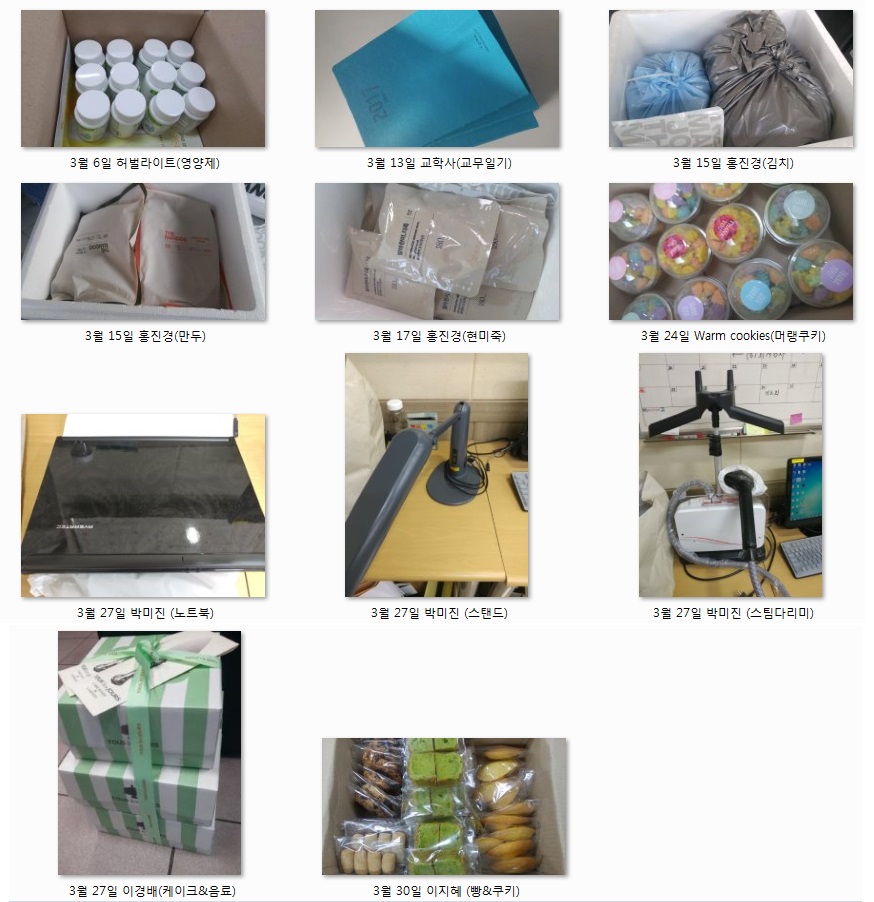 3월 6일 허벌라이트(영양제)
3월 13일 교학사(교무일기)
3월 15일 홍진경(김치)
3월 15일 홍진경(만두)
3월 17일 홍진경(현미죽)
3월 24일 Warm cookies(머랭쿠키)
3월 27일 박미진 (노트북)
3월 27일 박미진 (스탠드)
3월 27일 박미진 (스팀다리미)
3월 27일 이경배(케이크&음료)
3월 30일 이지혜 (빵&쿠키)